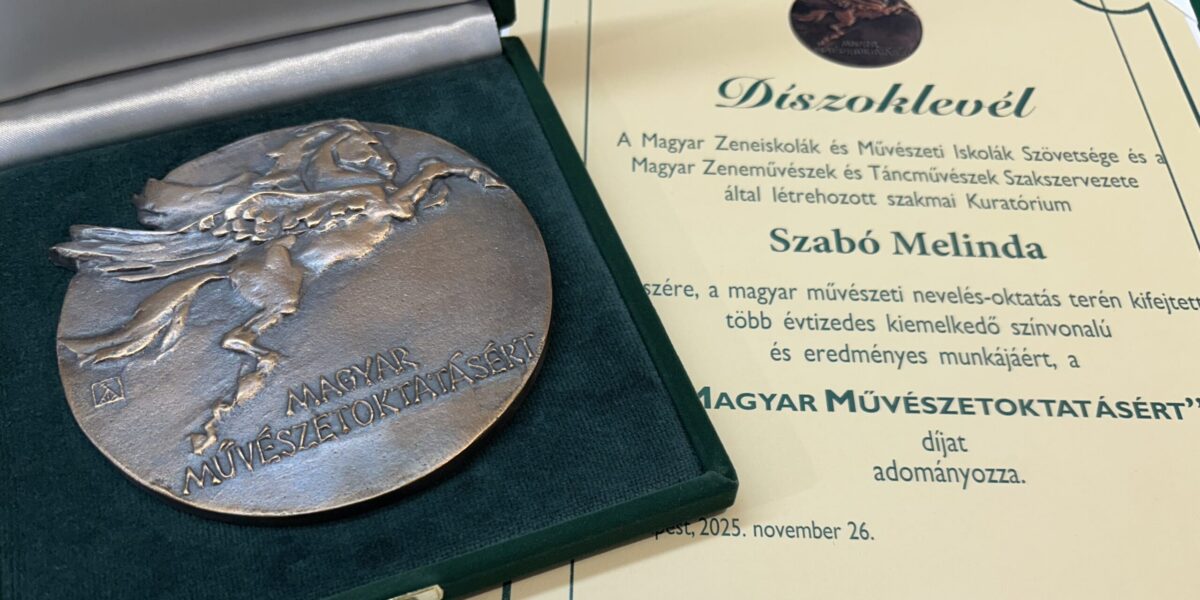 MAGYAR
MŰVÉSZETOKTATÁSÉRT
Díszoklevél
A Magyar Zeneiskolák és Művészeti Iskolák Szövetsége és a
Magyar Zeneművészek és Táncművészek Szakszervezete
által létrehozott szakmai Kuratórium
Szabó Melinda
szére, a magyar művészeti nevelés-oktatás terén kifejtett
több évtizedes kiemelkedő színvonalú
és eredményes munkájáért, a
MAGYAR MŰVÉSZETOKTATÁSÉRT”
díjat
adományozza.
pest, 2025. november 26.